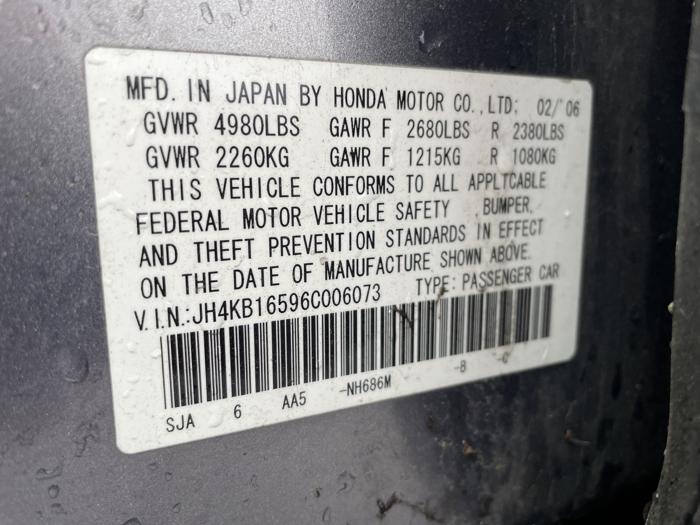 MFD. IN JAPAN BY HONDA MOTOR CO., LTD: 02/'06
GVWR 4980LBS GAWR F 2680LBS R 2380LBS
GVWR 2260KG GAWR F 1215KG R 1080KG
THIS VEHICLE CONFORMS TO ALL APPLTCABLE
FEDERAL MOTOR VEHICLE SAFETY BUMPER,
AND THEFT PREVENTION STANDARDS IN EFFECT
ON THE DATE OF MANUFACTURE SHOWN ABOVE.
V.I.N.:JH4KB16596C006073 TYPE: PASSENGER CAR
SJA 6 AA5 -NH686M -B -C